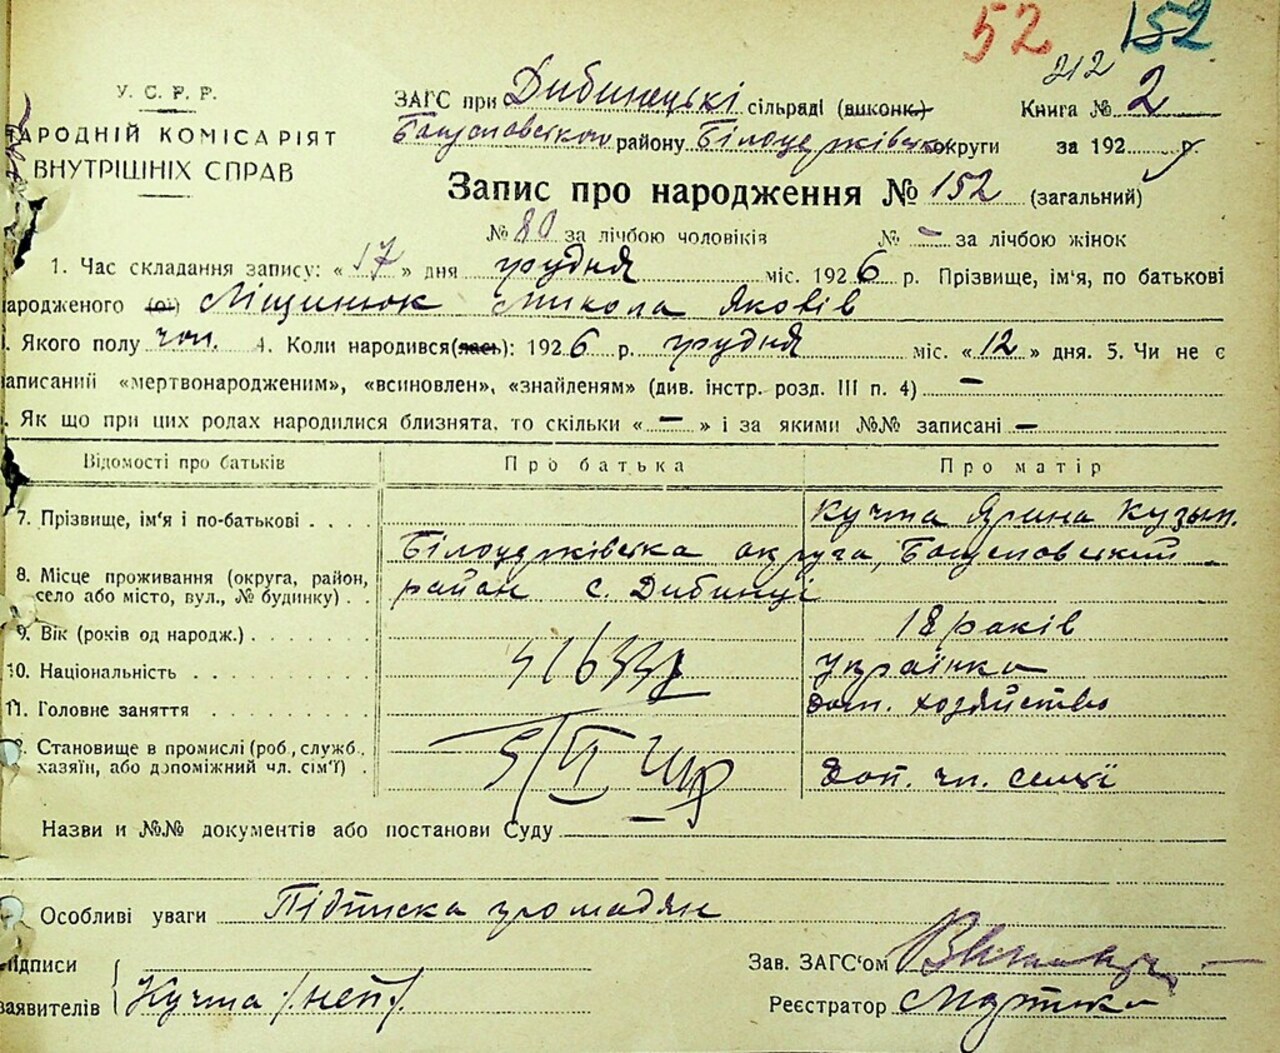 52 152
212
У. С. Р. Р.
НАРОДНІЙ КОМІСАРІЯТ
ВНУТРІШНІХ СПРАВ
ЗАГС при Дибинецькі сільраді (виконк.) Книга № 2
Богуславського району Білоцерківської округи за 192 р.
Запис про народження № 152 (загальний)
№ 80 за лічбою чоловіків № - за лічбою жінок
1. Час складання запису: «17» дня грудня міс. 1926 р. Прізвище, ім'я, по батькові
народженого (ої) Міщинюк Микола Яковів
Якого полу чол. 4. Коли народився(лась): 1926 р. грудня міс. «12» дня. 5. Чи не є
записаний «мертвонародженим», «всиновлен», «знайленям» (див. інстр. розд. III п. 4) -
Як що при цих родах народилися близнята, то скільки «-» і за якими №№ записані -
Відомості про батьків Про батька Про матір
7. Прізвище, ім'я і по-батькові Кучма Ярина Кузьм.
8. Місце проживання (округа, район, село або місто, вул., № будинку) Білоцерківська округа, Богуславський
район с. Дибинці
9. Вік (років од народж.) 18 років
10. Національність українка
11. Головне заняття дом. хозяйство
12. Становище в промислі (роб., служб., хазяїн, або допоміжний чл. сім'ї) доп. чл. семї
Назви и №№ документів або постанови Суду
Особливі уваги Підписка громадян
Підписи Зав. ЗАГС'ом
заявителів Кучма /неп/. Реєстратор